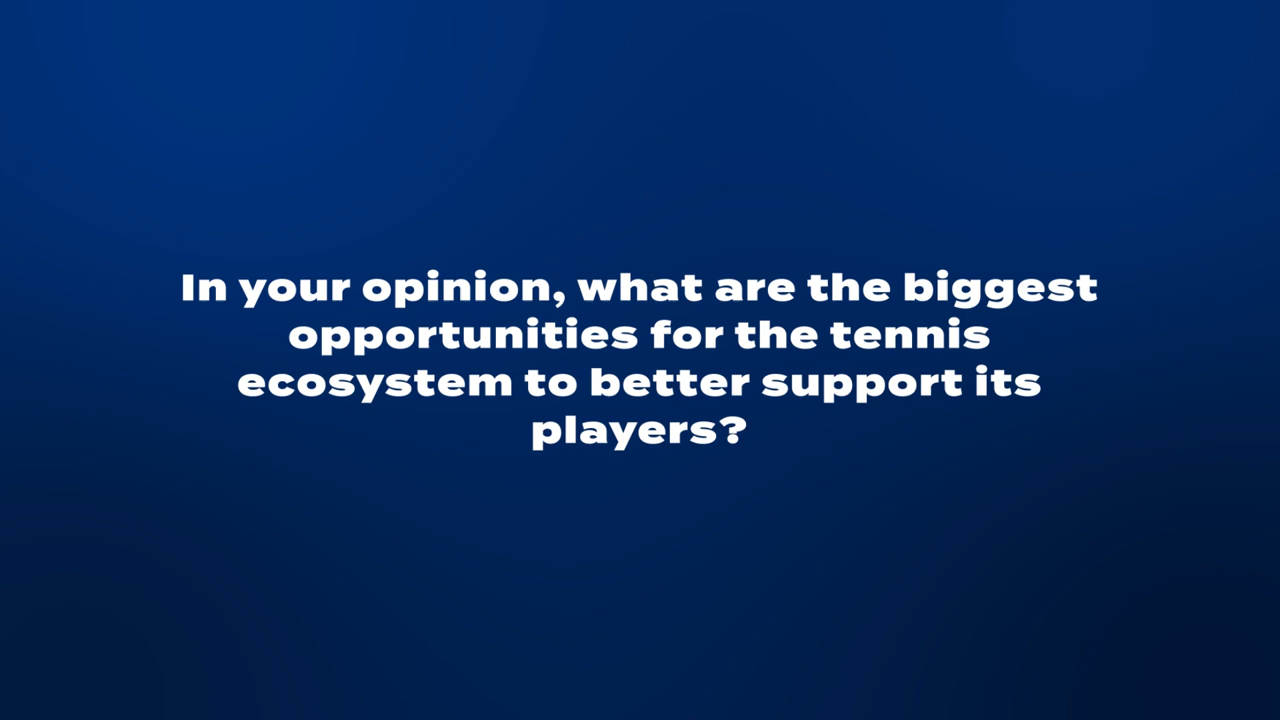 In your opinion, what are the biggest
opportunities for the tennis
ecosystem to better support its
players?